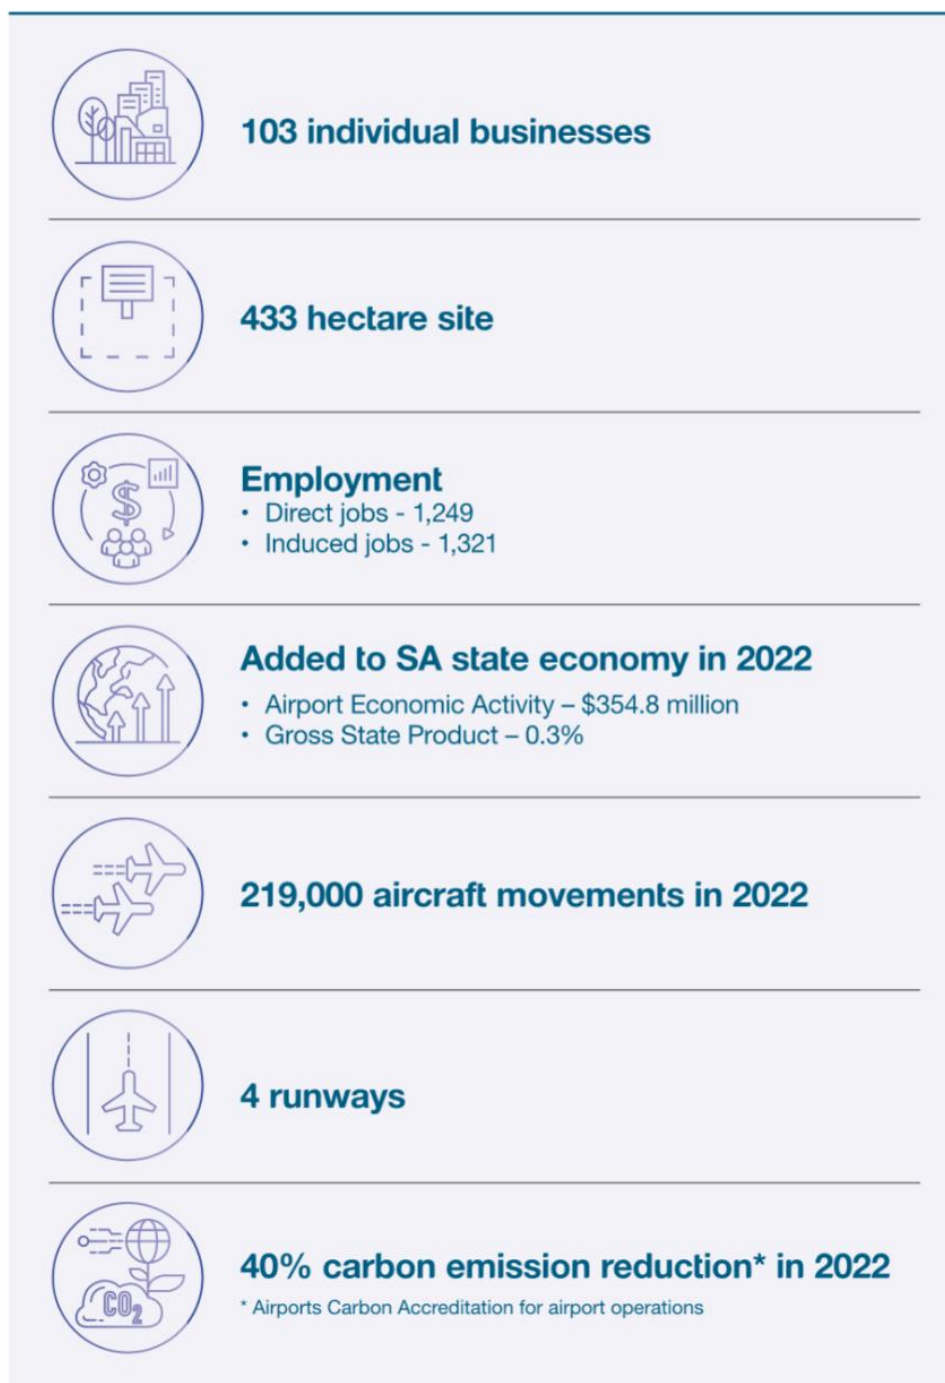 103 individual businesses
433 hectare site
Employment
• Direct jobs - 1,249
• Induced jobs - 1,321
Added to SA state economy in 2022
• Airport Economic Activity – $354.8 million
• Gross State Product – 0.3%
219,000 aircraft movements in 2022
4 runways
40% carbon emission reduction* in 2022
* Airports Carbon Accreditation for airport operations
$
CO2